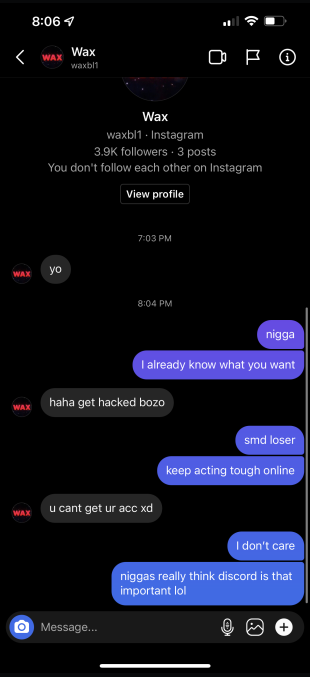 8:06
WAX
Wax
waxbl1
Wax
waxbl1 · Instagram
3.9K followers · 3 posts
You don't follow each other on Instagram
View profile
7:03 PM
WAX
yo
8:04 PM
nigga
I already know what you want
WAX
haha get hacked bozo
smd loser
keep acting tough online
WAX
u cant get ur acc xd
I don't care
niggas really think discord is that
important lol
Message...